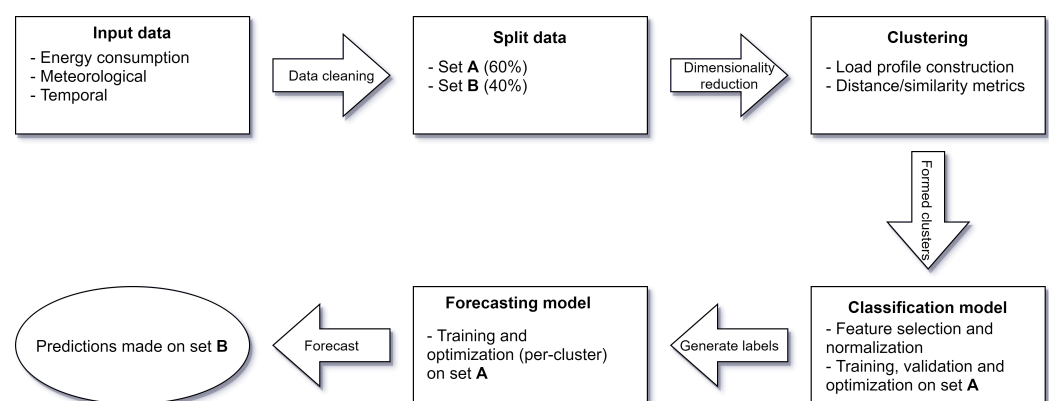 Input data
- Energy consumption
- Meteorological
- Temporal
Data cleaning
Split data
- Set A (60%)
- Set B (40%)
Dimensionality
reduction
Clustering
- Load profile construction
- Distance/similarity metrics
Formed clusters
Classification model
- Feature selection and
normalization
- Training, validation and
optimization on set A
Generate labels
Forecasting model
- Training and
optimization (per-cluster)
on set A
Forecast
Predictions made on set B